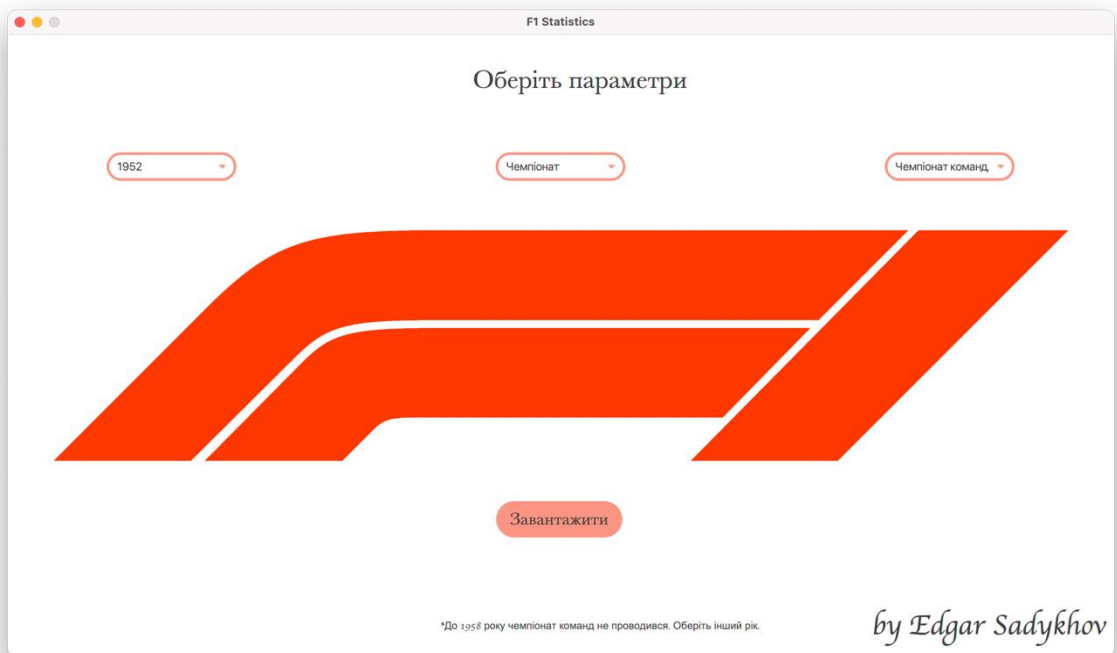 F1 Statistics
Оберіть параметри
1952
Чемпіонат
Чемпіонат команд
Завантажити
*До 1958 року чемпіонат команд не проводився. Оберіть інший рік.
by Edgar Sadykhov